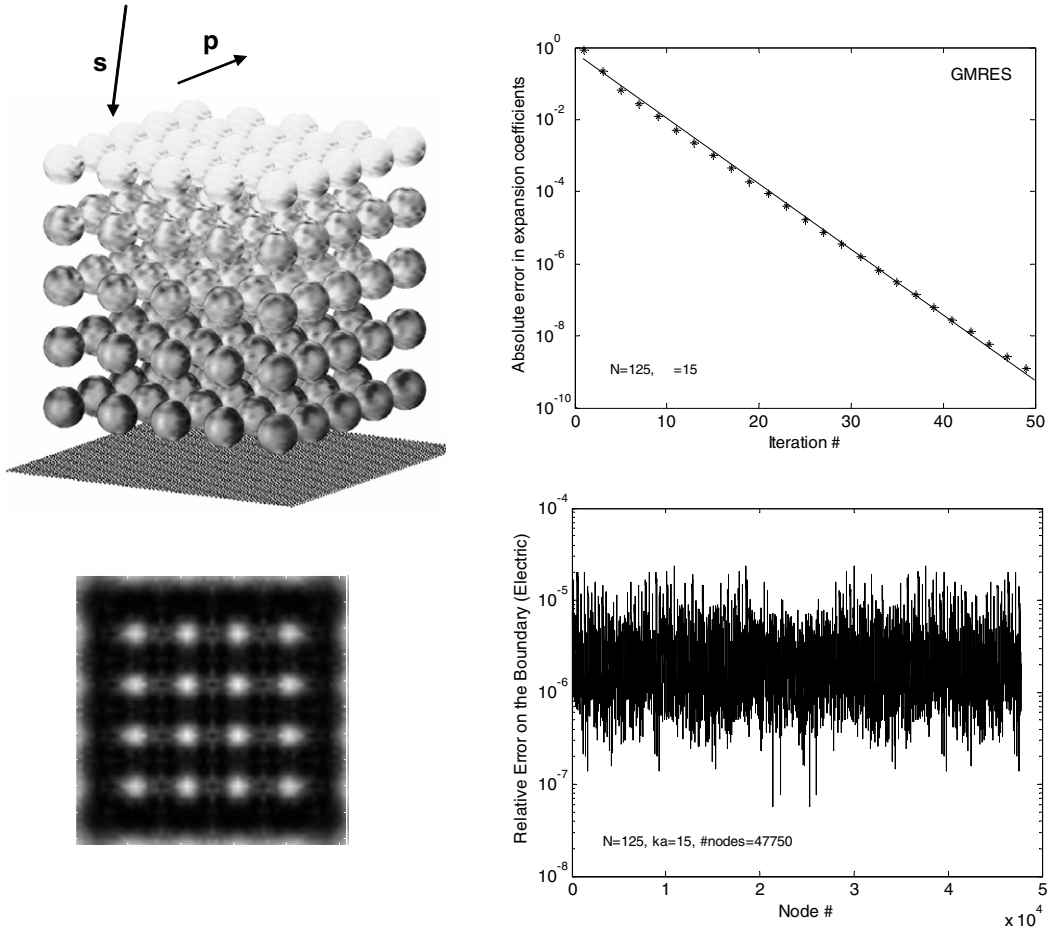 s
p
Absolute error in expansion coefficients
10^0
10^-2
10^-4
10^-6
10^-8
10^-10
GMRES
N=125, =15
0 10 20 30 40 50
Iteration #
Relative Error on the Boundary (Electric)
10^-4
10^-5
10^-6
10^-7
10^-8
N=125, ka=15, #nodes=47750
0 1 2 3 4 5
Node #
x 10^4